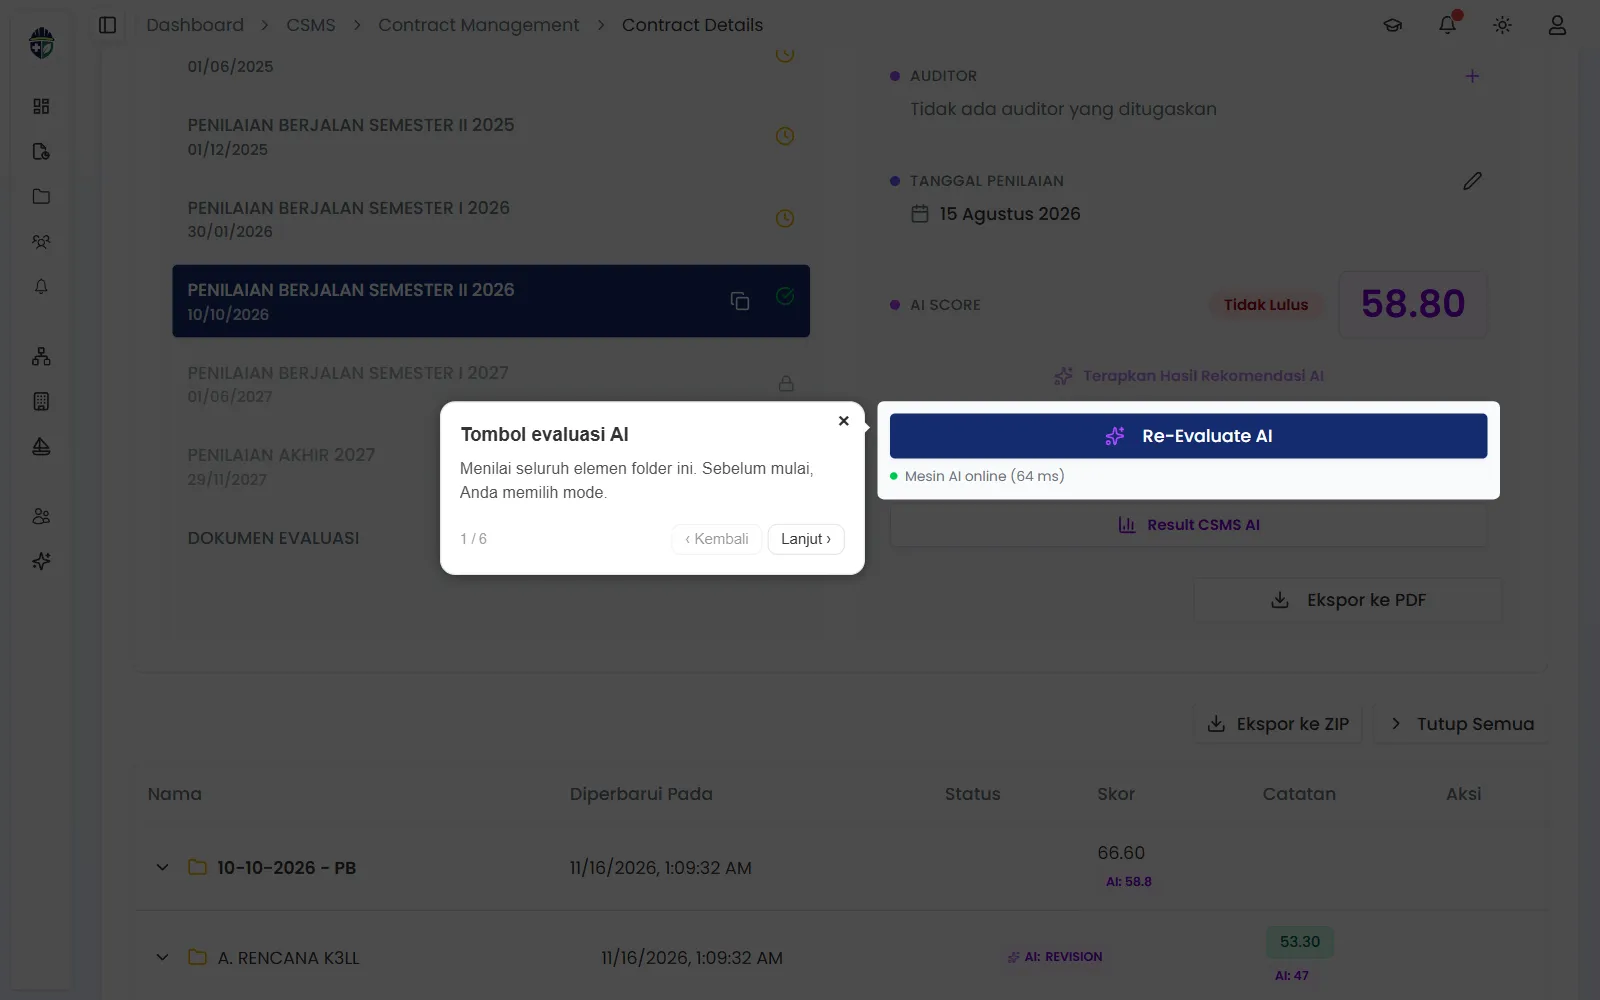 Dashboard > CSMS > Contract Management > Contract Details
01/06/2025
PENILAIAN BERJALAN SEMESTER II 2025
01/12/2025
PENILAIAN BERJALAN SEMESTER I 2026
30/01/2026
PENILAIAN BERJALAN SEMESTER II 2026
10/10/2026
PENILAIAN BERJALAN SEMESTER I 2027
01/06/2027
PENILAIAN AKHIR 2027
29/11/2027
DOKUMEN EVALUASI
AUDITOR
Tidak ada auditor yang ditugaskan
TANGGAL PENILAIAN
15 Agustus 2026
AI SCORE
Tidak Lulus
58.80
Terapkan Hasil Rekomendasi AI
Re-Evaluate AI
Mesin AI online (64 ms)
Result CSMS AI
Ekspor ke PDF
Tombol evaluasi AI
Menilai seluruh elemen folder ini. Sebelum mulai,
Anda memilih mode.
1 / 6
‹ Kembali
Lanjut ›
Ekspor ke ZIP
Tutup Semua
Nama
Diperbarui Pada
Status
Skor
Catatan
Aksi
10-10-2026 - PB
11/16/2026, 1:09:32 AM
66.60
AI: 58.8
A. RENCANA K3LL
11/16/2026, 1:09:32 AM
AI: REVISION
53.30
AI: 47